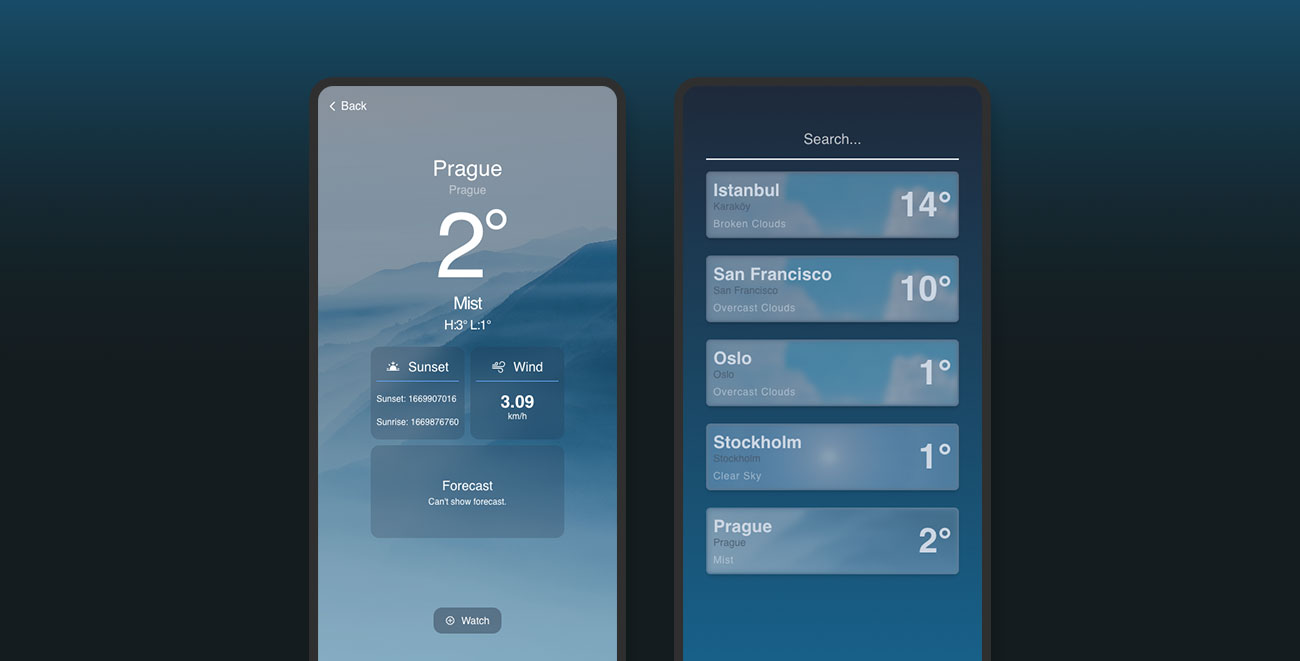 Back
Prague
Prague
2°
Mist
H:3° L:1°
Sunset
Sunset: 1669907016
Sunrise: 1669876760
Wind
3.09
km/h
Forecast
Can't show forecast.
Watch
Search...
Istanbul
Karaköy
Broken Clouds
14°
San Francisco
San Francisco
Overcast Clouds
10°
Oslo
Oslo
Overcast Clouds
1°
Stockholm
Stockholm
Clear Sky
1°
Prague
Prague
Mist
2°